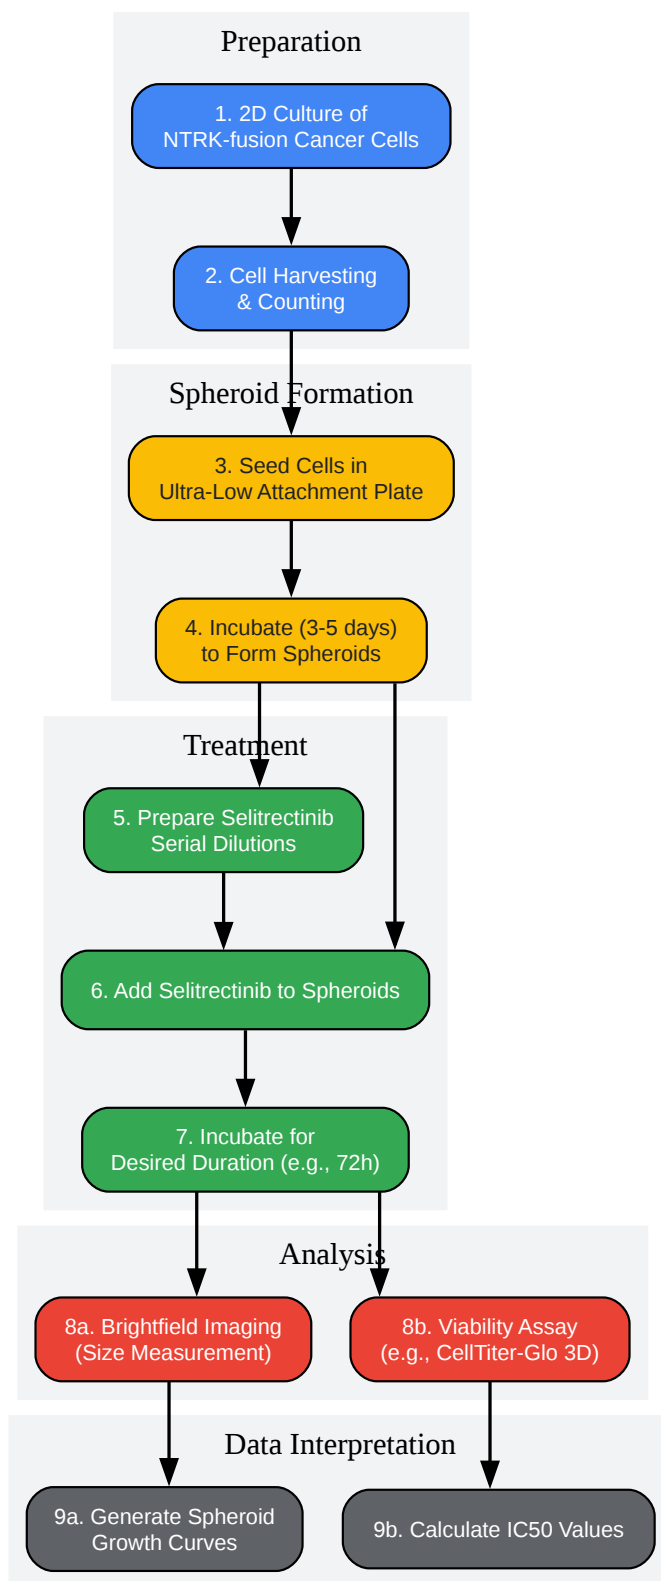 Preparation
1. 2D Culture of
NTRK-fusion Cancer Cells
2. Cell Harvesting
& Counting
Spheroid Formation
3. Seed Cells in
Ultra-Low Attachment Plate
4. Incubate (3-5 days)
to Form Spheroids
Treatment
5. Prepare Selitrectinib
Serial Dilutions
6. Add Selitrectinib to Spheroids
7. Incubate for
Desired Duration (e.g., 72h)
Analysis
8a. Brightfield Imaging
(Size Measurement)
8b. Viability Assay
(e.g., CellTiter-Glo 3D)
Data Interpretation
9a. Generate Spheroid
Growth Curves
9b. Calculate IC50 Values